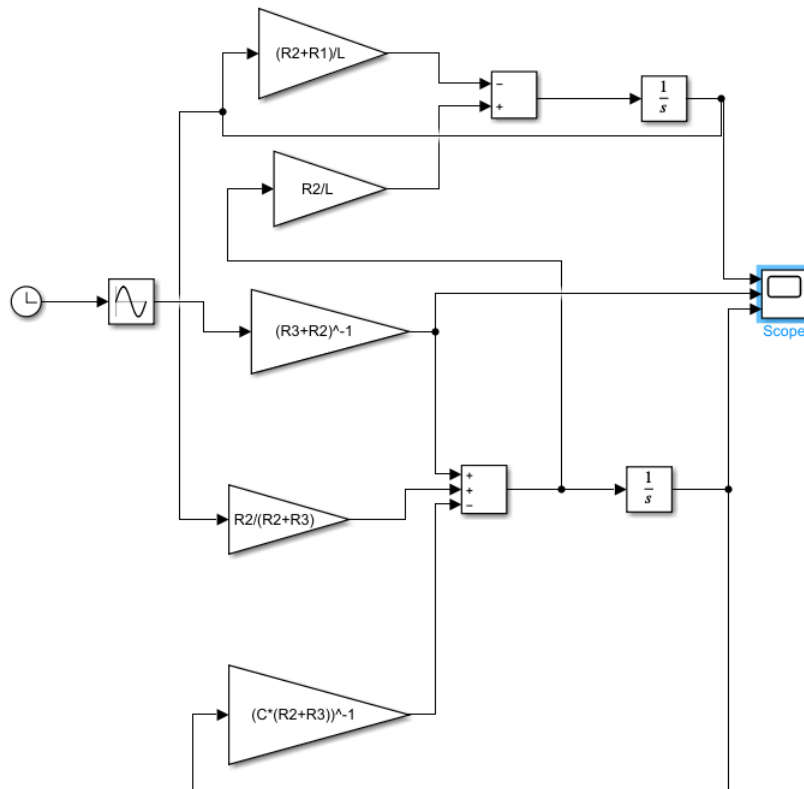 (R2+R1)/L
−
+
1
s
R2/L
(R3+R2)^-1
Scope
+
+
−
1
s
R2/(R2+R3)
(C*(R2+R3))^-1